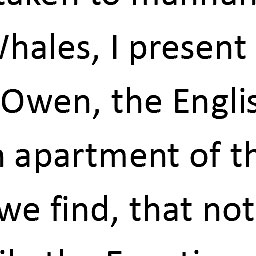 Whales, I present
Owen, the Englis
apartment of th
we find, that not